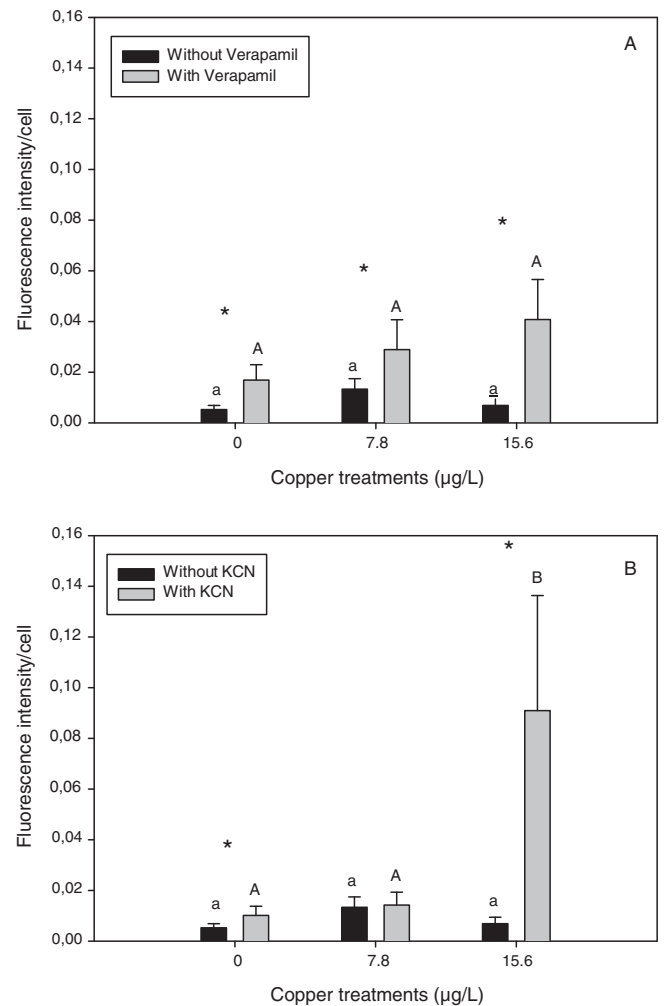 0,16
A
Without Verapamil
With Verapamil
0,14
0,12
0,10
0,08
0,06
0,04
0,02
0,00
Fluorescence intensity/cell
* * *
a A a A a A
0 7.8 15.6
Copper treatments (µg/L)
0,16
B
Without KCN
With KCN
0,14
0,12
0,10
0,08
0,06
0,04
0,02
0,00
Fluorescence intensity/cell
* *
a A a A a B
0 7.8 15.6
Copper treatments (µg/L)